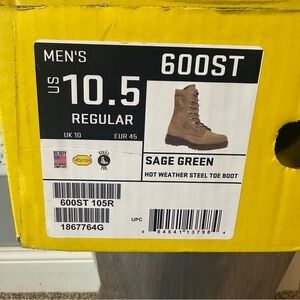 MEN'S
US 10.5
REGULAR
UK 10 EUR 45
600ST
SAGE GREEN
HOT WEATHER STEEL TOE BOOT
BERRY
600ST 105R
1867764G
UPC